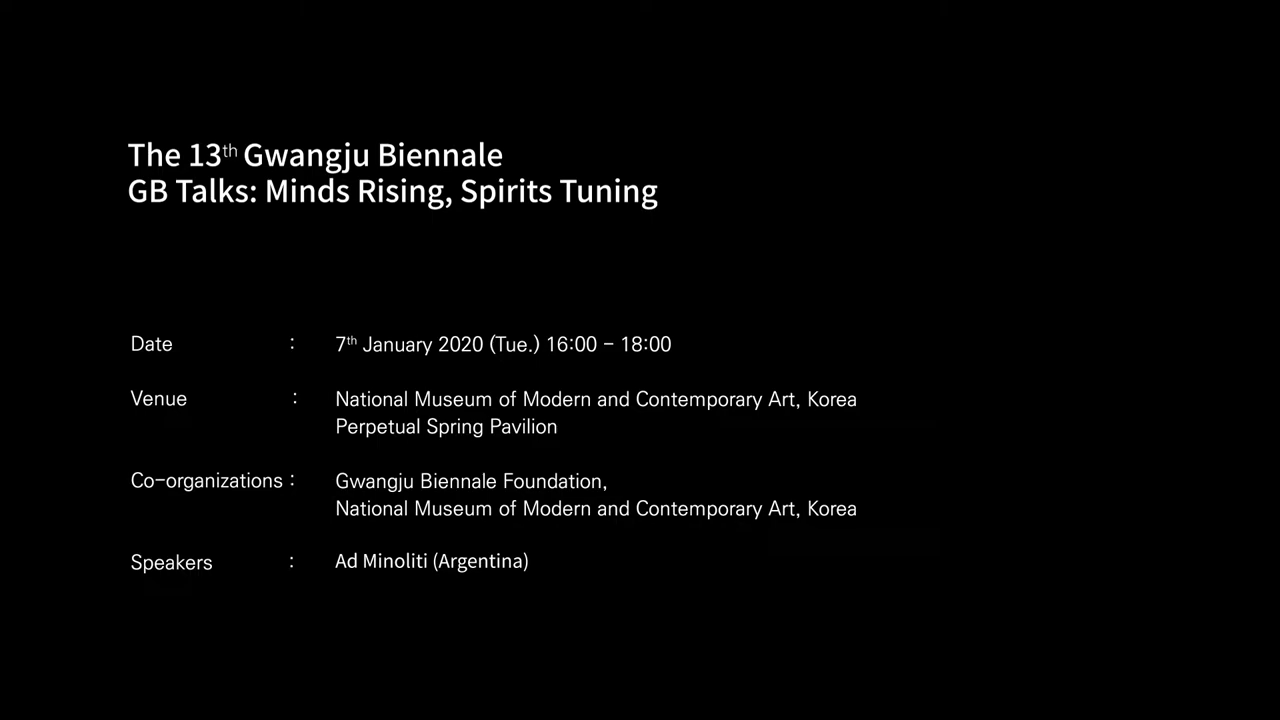 The 13th Gwangju Biennale
GB Talks: Minds Rising, Spirits Tuning
Date : 7th January 2020 (Tue.) 16:00 – 18:00
Venue : National Museum of Modern and Contemporary Art, Korea
Perpetual Spring Pavilion
Co-organizations : Gwangju Biennale Foundation,
National Museum of Modern and Contemporary Art, Korea
Speakers : Ad Minoliti (Argentina)